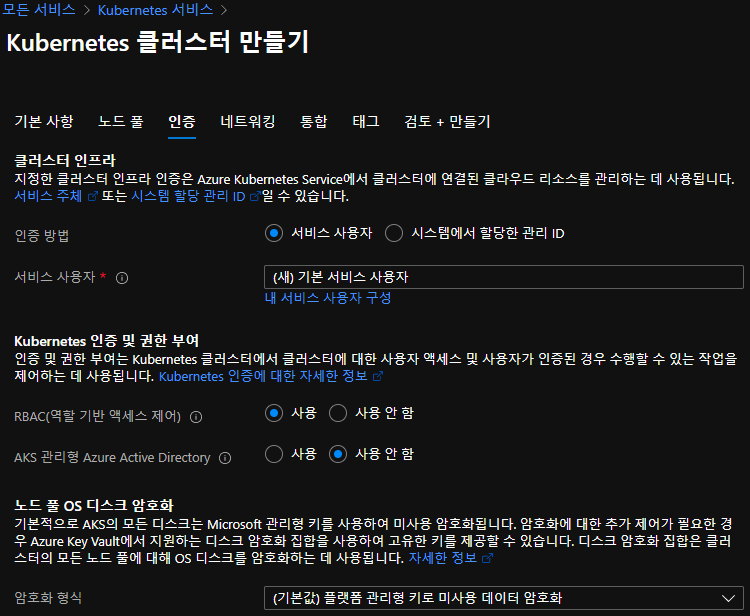 모든 서비스 > Kubernetes 서비스 >
Kubernetes 클러스터 만들기
기본 사항 노드 풀 인증 네트워킹 통합 태그 검토 + 만들기
클러스터 인프라
지정한 클러스터 인프라 인증은 Azure Kubernetes Service에서 클러스터에 연결된 클라우드 리소스를 관리하는 데 사용됩니다.
서비스 주체 또는 시스템 할당 관리 ID 일 수 있습니다.
인증 방법 서비스 사용자 시스템에서 할당한 관리 ID
서비스 사용자 * (새) 기본 서비스 사용자
내 서비스 사용자 구성
Kubernetes 인증 및 권한 부여
인증 및 권한 부여는 Kubernetes 클러스터에서 클러스터에 대한 사용자 액세스 및 사용자가 인증된 경우 수행할 수 있는 작업을
제어하는 데 사용됩니다. Kubernetes 인증에 대한 자세한 정보
RBAC(역할 기반 액세스 제어) 사용 사용 안 함
AKS 관리형 Azure Active Directory 사용 사용 안 함
노드 풀 OS 디스크 암호화
기본적으로 AKS의 모든 디스크는 Microsoft 관리형 키를 사용하여 미사용 암호화됩니다. 암호화에 대한 추가 제어가 필요한 경
우 Azure Key Vault에서 지원하는 디스크 암호화 집합을 사용하여 고유한 키를 제공할 수 있습니다. 디스크 암호화 집합은 클러
스터의 모든 노드 풀에 대해 OS 디스크를 암호화하는 데 사용됩니다. 자세한 정보
암호화 형식 (기본값) 플랫폼 관리형 키로 미사용 데이터 암호화